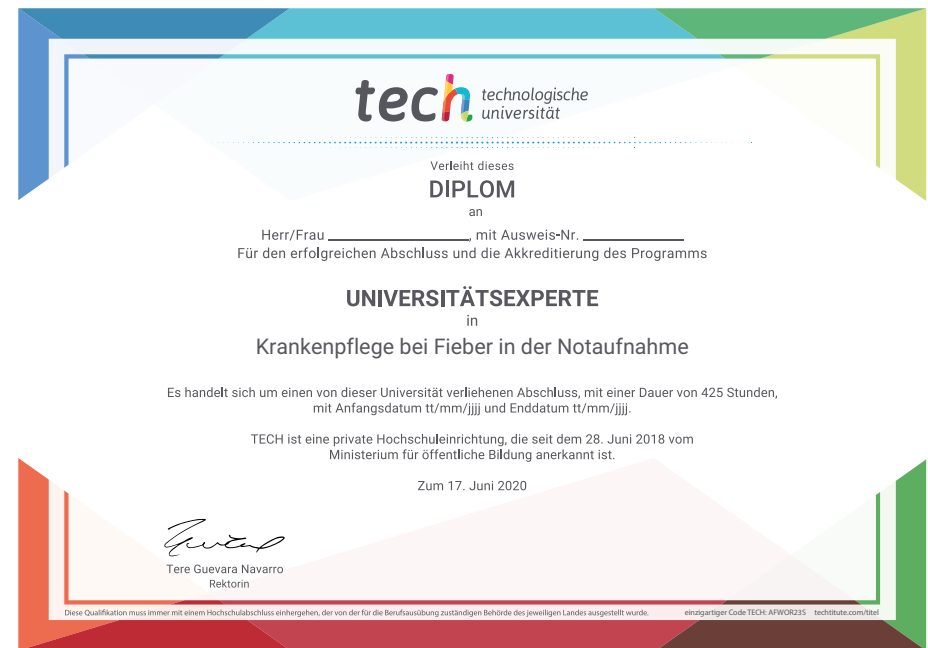 tech technologische
universität
Verleiht dieses
DIPLOM
an
Herr/Frau ____________________, mit Ausweis-Nr. ______________
Für den erfolgreichen Abschluss und die Akkreditierung des Programms
UNIVERSITÄTSEXPERTE
in
Krankenpflege bei Fieber in der Notaufnahme
Es handelt sich um einen von dieser Universität verliehenen Abschluss, mit einer Dauer von 425 Stunden,
mit Anfangsdatum tt/mm/jjjj und Enddatum tt/mm/jjjj.
TECH ist eine private Hochschuleinrichtung, die seit dem 28. Juni 2018 vom
Ministerium für öffentliche Bildung anerkannt ist.
Zum 17. Juni 2020
Tere Guevara Navarro
Rektorin
Diese Qualifikation muss immer mit einem Hochschulabschluss einhergehen, der von der für die Berufsausübung zuständigen Behörde des jeweiligen Landes ausgestellt wurde. einzigartiger Code TECH: AFWOR23S techtitute.com/titel